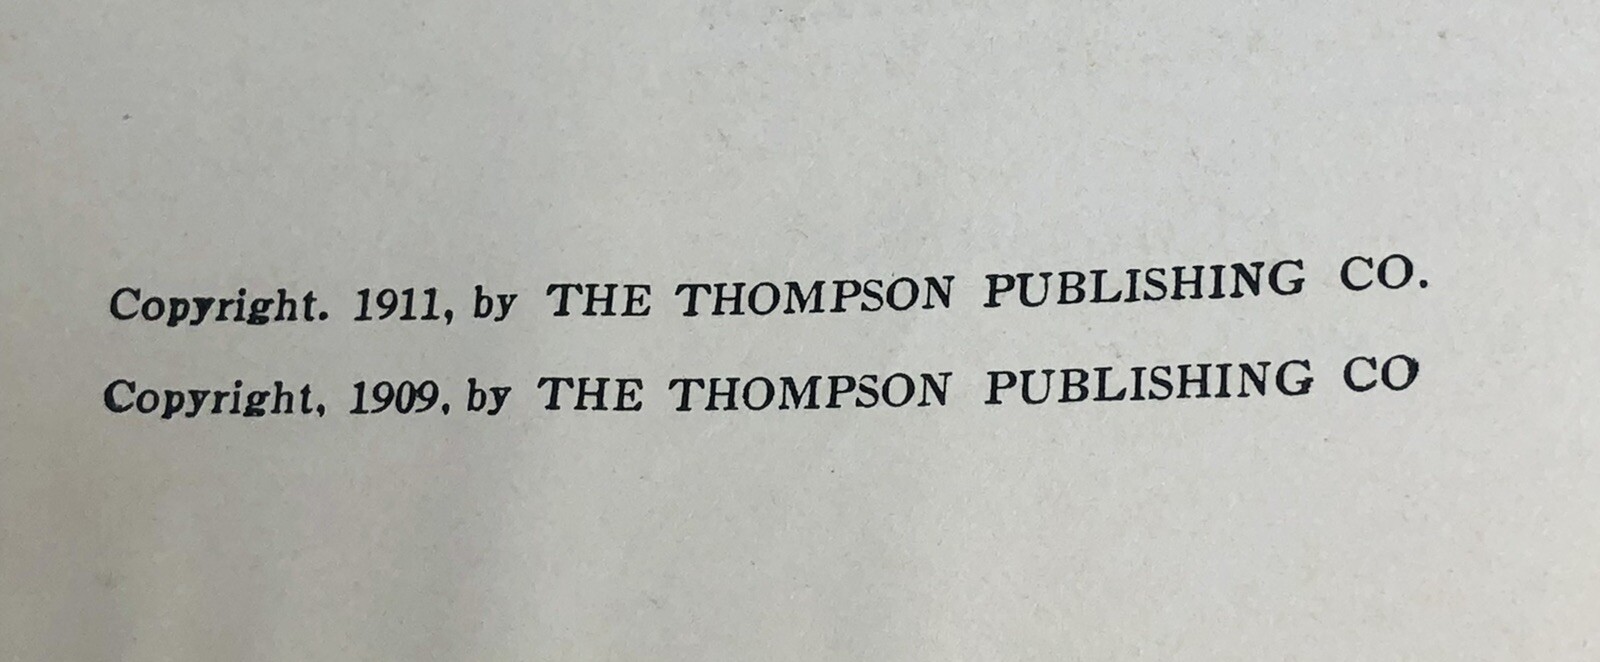 Copyright. 1911, by THE THOMPSON PUBLISHING CO.
Copyright, 1909, by THE THOMPSON PUBLISHING CO